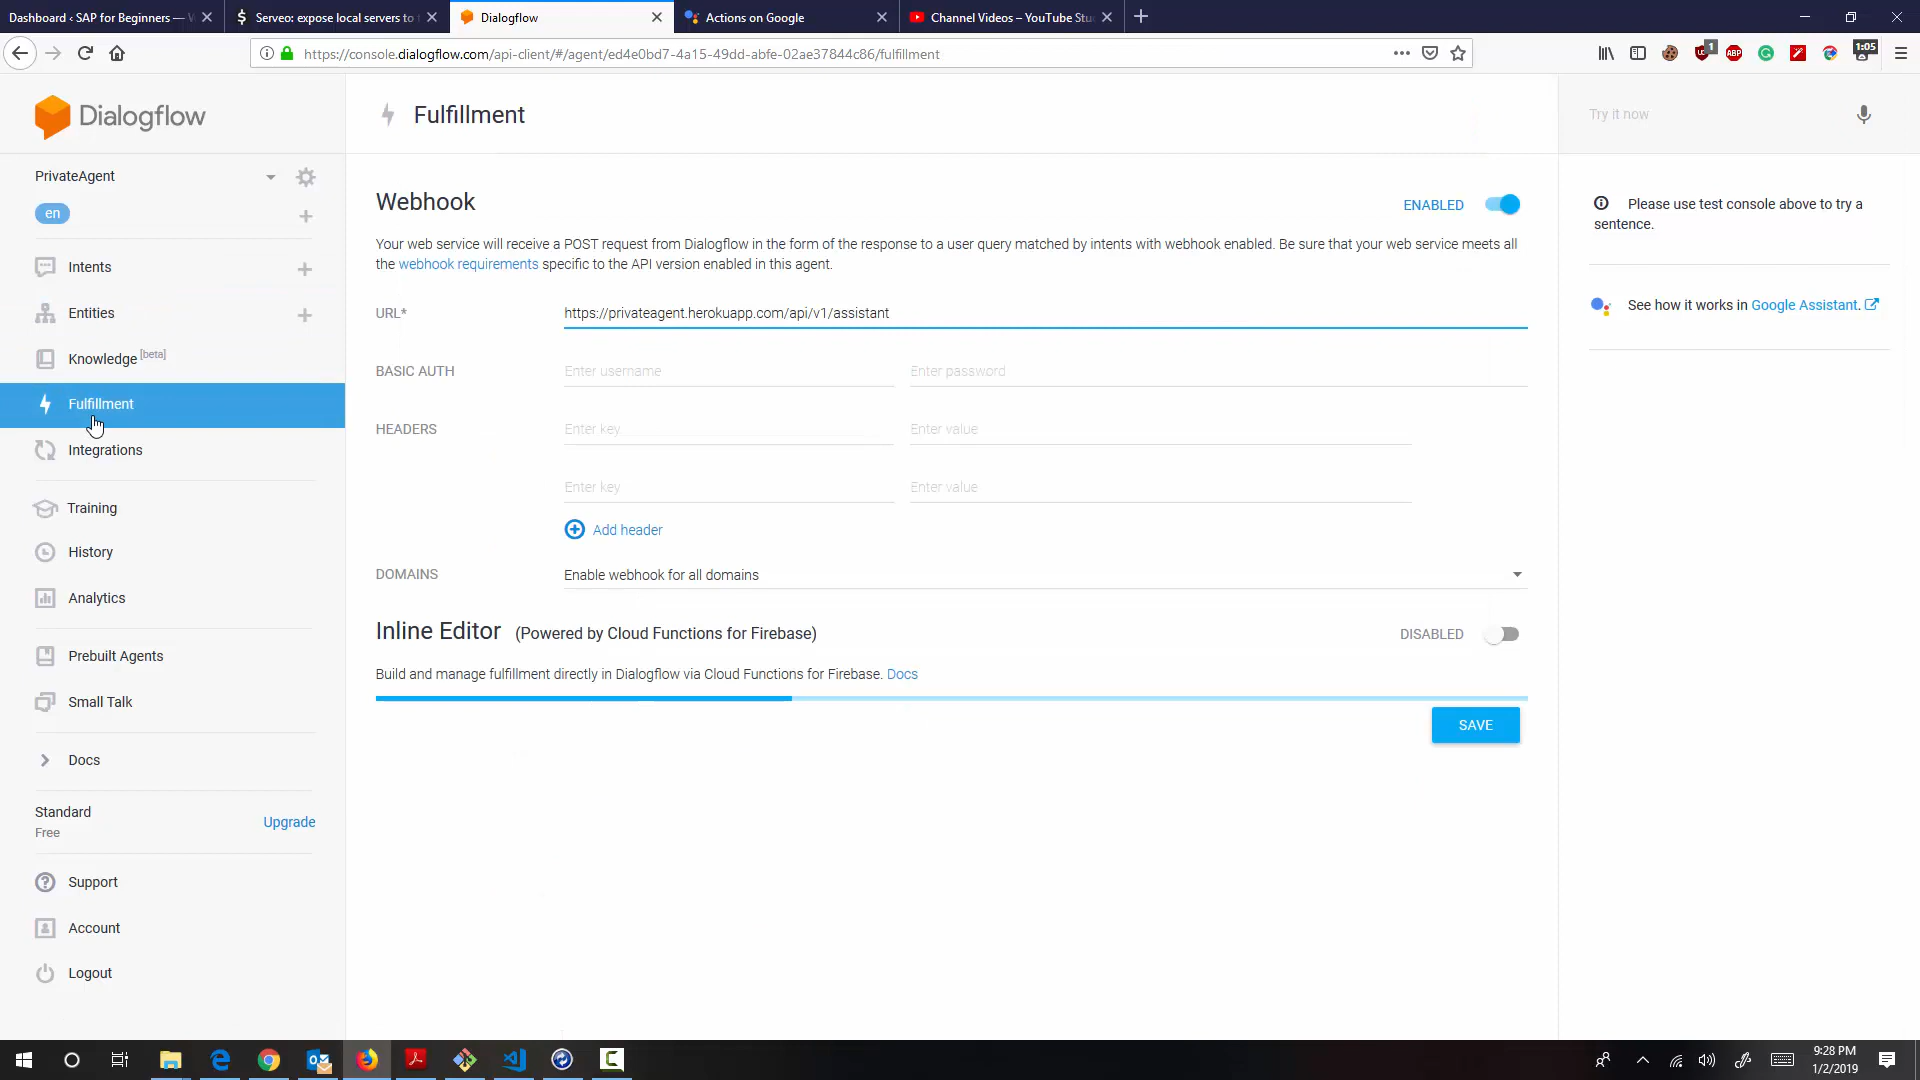 Dashboard ‹ SAP for Beginners — W
Serveo: expose local servers to
Dialogflow
Actions on Google
Channel Videos – YouTube Stu
https://console.dialogflow.com/api-client/#/agent/ed4e0bd7-4a15-49dd-abfe-02ae37844c86/fulfillment
1
ABP
1:05
Dialogflow
Fulfillment
Try it now
PrivateAgent
en
Intents
Entities
Knowledge [beta]
Fulfillment
Integrations
Training
History
Analytics
Prebuilt Agents
Small Talk
Docs
Standard
Free
Upgrade
Support
Account
Logout
Webhook
ENABLED
Your web service will receive a POST request from Dialogflow in the form of the response to a user query matched by intents with webhook enabled. Be sure that your web service meets all
the webhook requirements specific to the API version enabled in this agent.
URL*
https://privateagent.herokuapp.com/api/v1/assistant
BASIC AUTH
Enter username
Enter password
HEADERS
Enter key
Enter value
Enter key
Enter value
Add header
DOMAINS
Enable webhook for all domains
Inline Editor (Powered by Cloud Functions for Firebase)
DISABLED
Build and manage fulfillment directly in Dialogflow via Cloud Functions for Firebase. Docs
SAVE
Please use test console above to try a
sentence.
See how it works in Google Assistant.
9:28 PM
1/2/2019